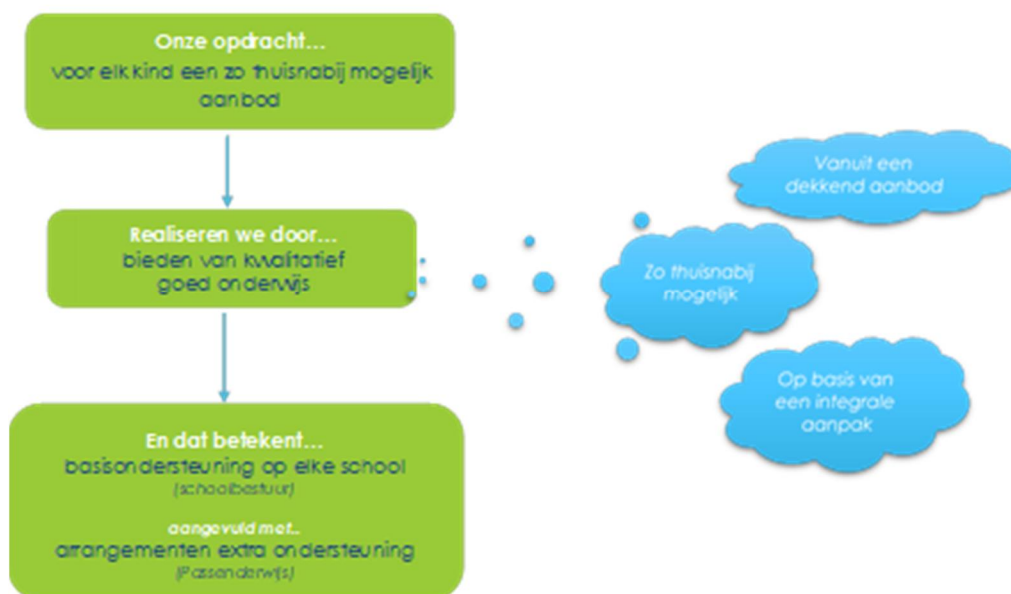 Onze opdracht...
voor elk kind een zo thuisnabij mogelijk
aanbod
Realiseren we door...
bieden van kwalitatief
goed onderwijs
En dat betekent...
basisondersteuning op elke school
(schoolbestuur)
aangevuld met..
arrangementen extra ondersteuning
(Passenderwijs)
Vanuit een
dekkend aanbod
Zo thuisnabij
mogelijk
Op basis van
een integrale
aanpak